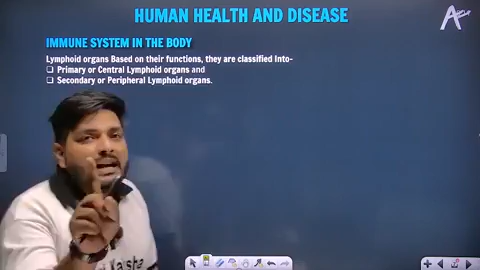 HUMAN HEALTH AND DISEASE
IMMUNE SYSTEM IN THE BODY
Lymphoid organs Based on their functions, they are classified Into-
❑ Primary or Central Lymphoid organs and
❑ Secondary or Peripheral Lymphoid organs.